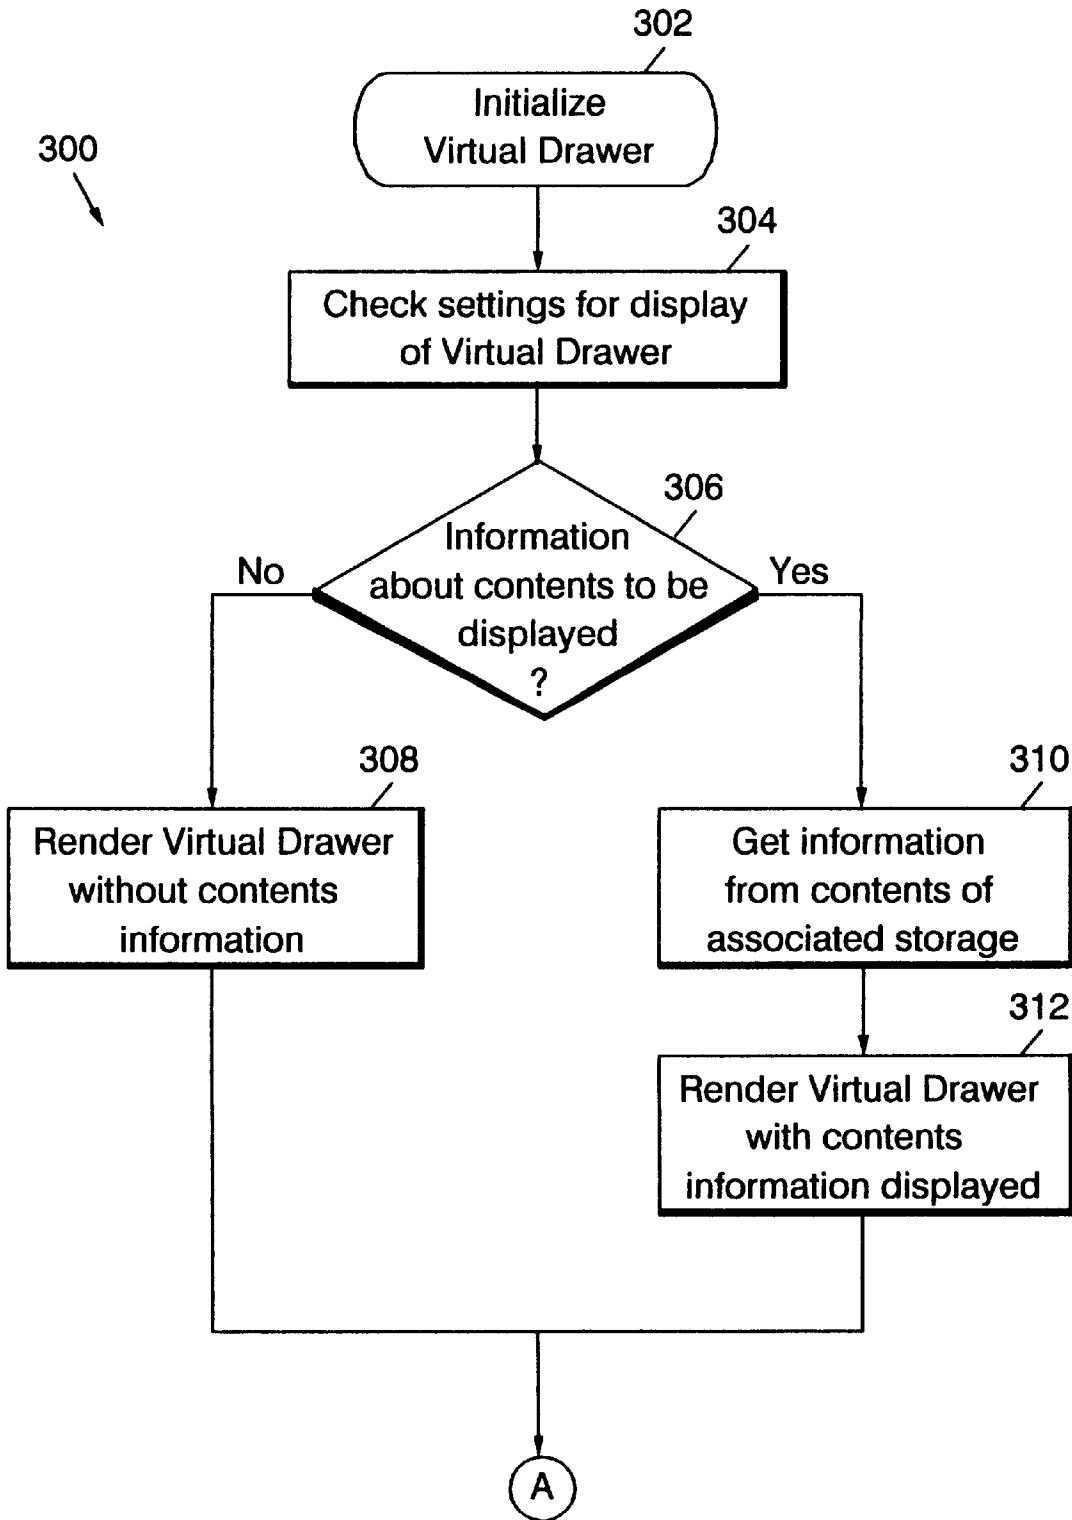 302
Initialize
Virtual Drawer
300
304
Check settings for display
of Virtual Drawer
306
Information
about contents to be
displayed
?
No
Yes
308
Render Virtual Drawer
without contents
information
310
Get information
from contents of
associated storage
312
Render Virtual Drawer
with contents
information displayed
A